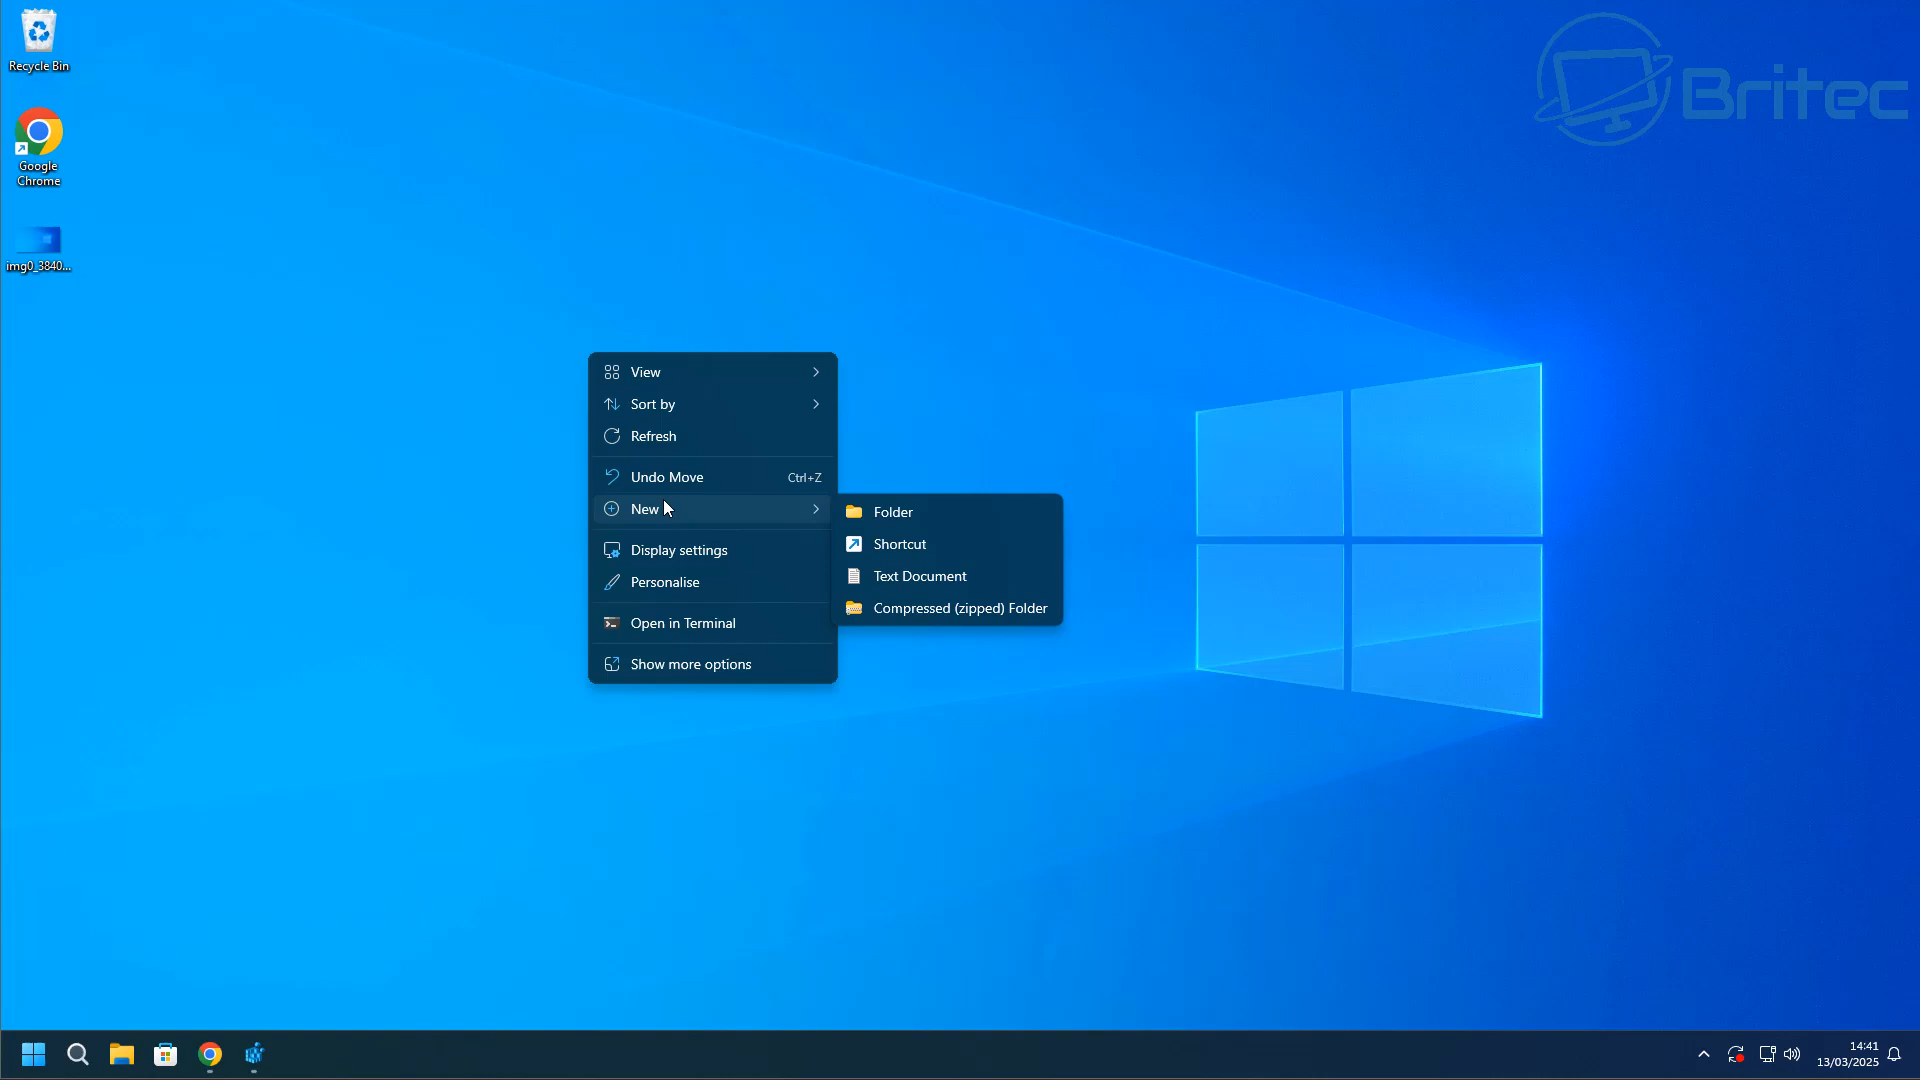 Recycle Bin
Google
Chrome
img0_3840...
Britec
View
Sort by
Refresh
Undo Move Ctrl+Z
New
Display settings
Personalise
Open in Terminal
Show more options
Folder
Shortcut
Text Document
Compressed (zipped) Folder
14:41
13/03/2025